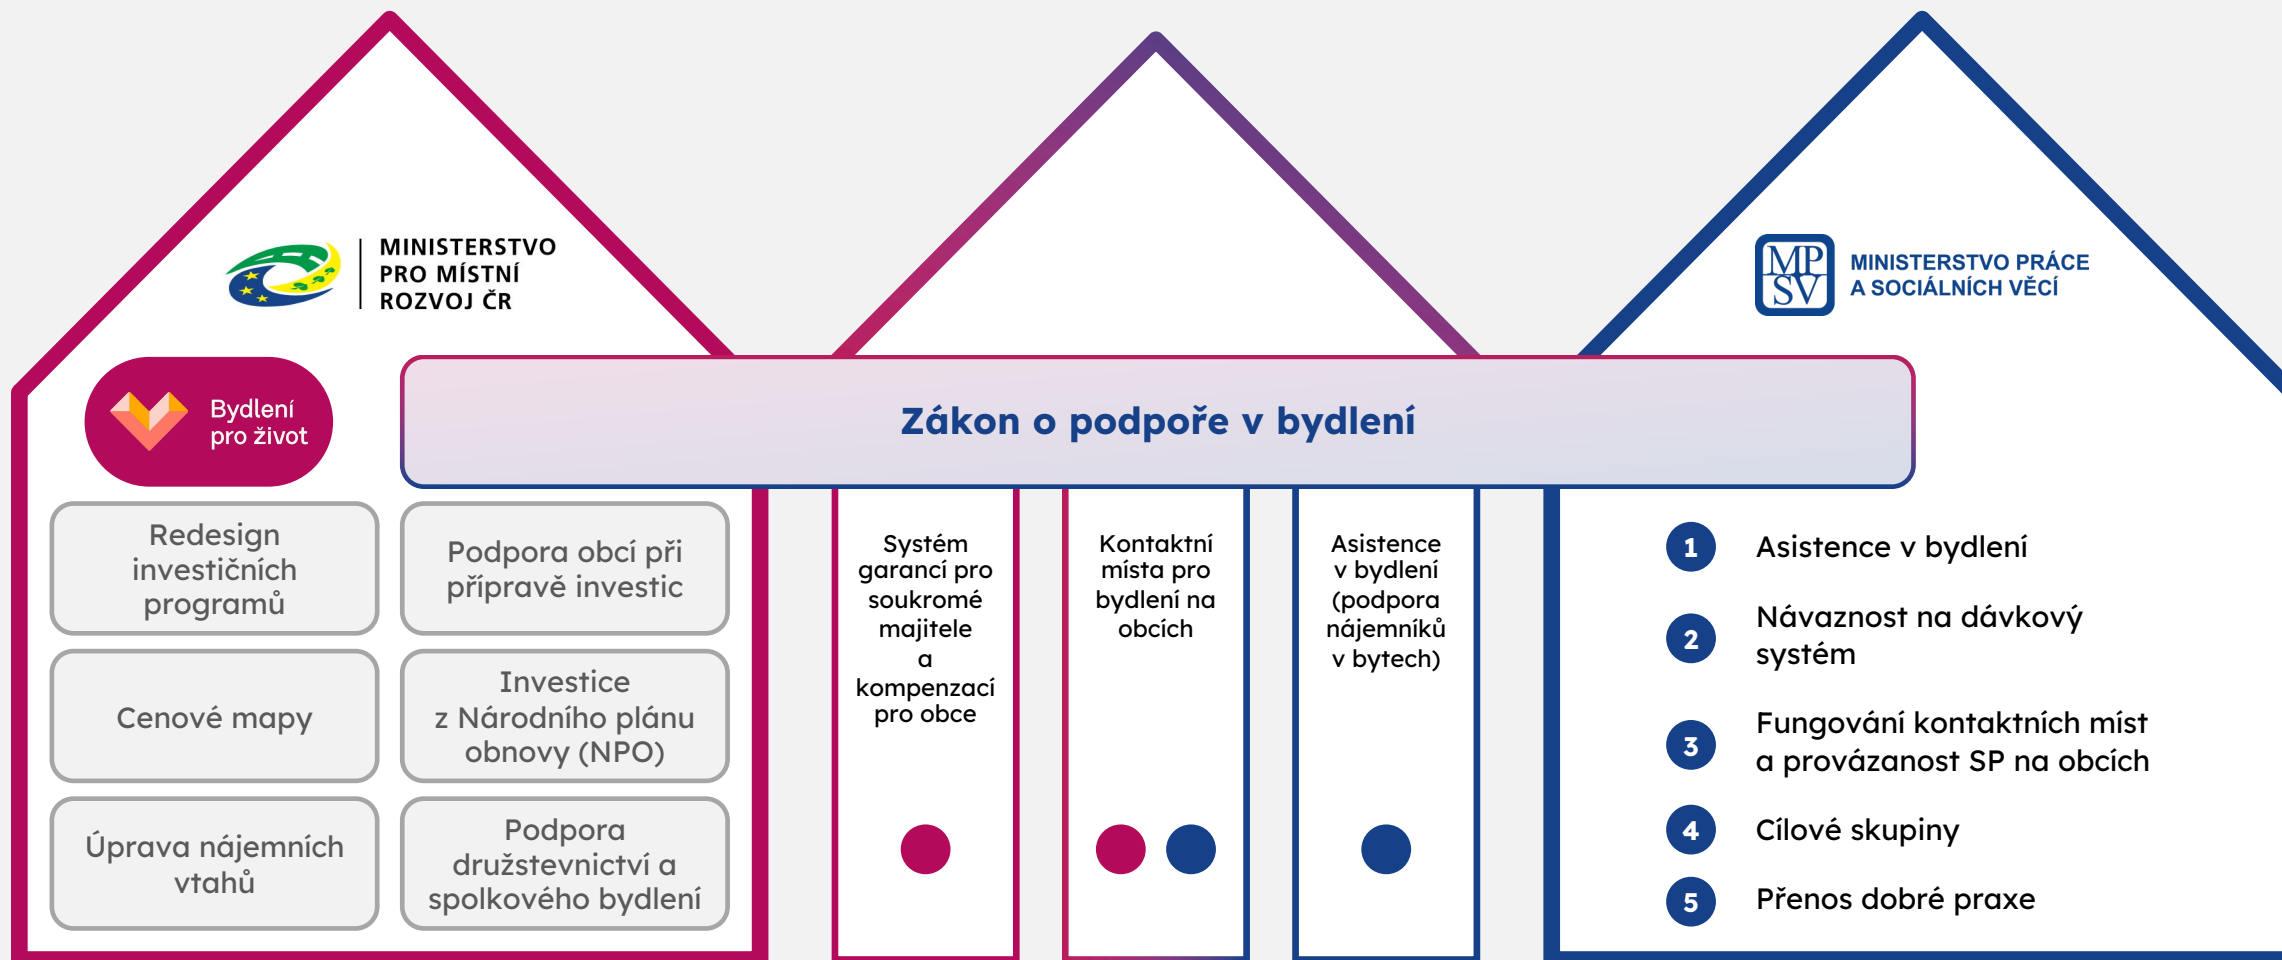 MINISTERSTVO
PRO MÍSTNÍ
ROZVOJ ČR
Bydlení
pro život
Redesign
investičních
programů
Podpora obcí při
přípravě investic
Cenové mapy
Investice
z Národního plánu
obnovy (NPO)
Úprava nájemních
vtahů
Podpora
družstevnictví a
spolkového bydlení
Zákon o podpoře v bydlení
Systém
garancí pro
soukromé
majitele
a
kompenzací
pro obce
Kontaktní
místa pro
bydlení na
obcích
Asistence
v bydlení
(podpora
nájemníků
v bytech)
MP
SV
MINISTERSTVO PRÁCE
A SOCIÁLNÍCH VĚCÍ
1 Asistence v bydlení
2 Návaznost na dávkový
systém
3 Fungování kontaktních míst
a provázanost SP na obcích
4 Cílové skupiny
5 Přenos dobré praxe